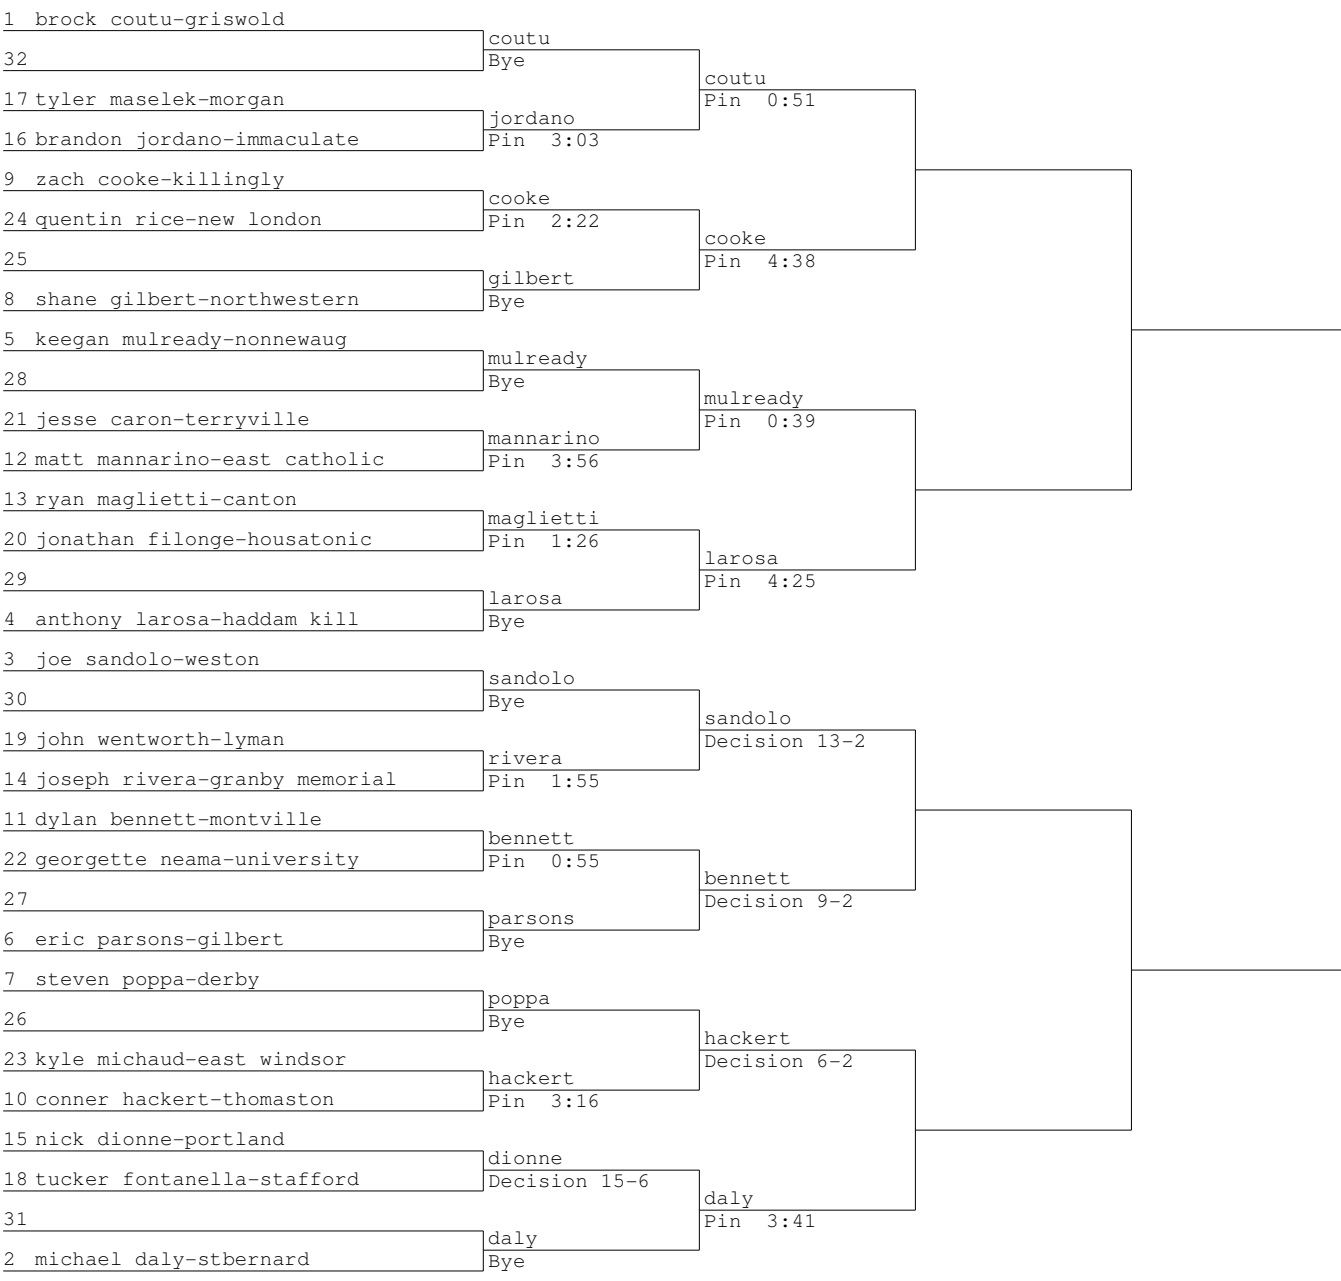 1 brock coutu-griswold
coutu
32
Bye
coutu
17 tyler maselek-morgan
Pin 0:51
jordano
16 brandon jordano-immaculate
Pin 3:03
9 zach cooke-killingly
cooke
24 quentin rice-new london
Pin 2:22
cooke
25
Pin 4:38
gilbert
8 shane gilbert-northwestern
Bye
5 keegan mulready-nonnewaug
mulready
28
Bye
mulready
21 jesse caron-terryville
Pin 0:39
mannarino
12 matt mannarino-east catholic
Pin 3:56
13 ryan maglietti-canton
maglietti
20 jonathan filonge-housatonic
Pin 1:26
larosa
29
Pin 4:25
larosa
4 anthony larosa-haddam kill
Bye
3 joe sandolo-weston
sandolo
30
Bye
sandolo
19 john wentworth-lyman
Decision 13-2
rivera
14 joseph rivera-granby memorial
Pin 1:55
11 dylan bennett-montville
bennett
22 georgette neama-university
Pin 0:55
bennett
27
Decision 9-2
parsons
6 eric parsons-gilbert
Bye
7 steven poppa-derby
poppa
26
Bye
hackert
23 kyle michaud-east windsor
Decision 6-2
hackert
10 conner hackert-thomaston
Pin 3:16
15 nick dionne-portland
dionne
18 tucker fontanella-stafford
Decision 15-6
daly
31
Pin 3:41
daly
2 michael daly-stbernard
Bye